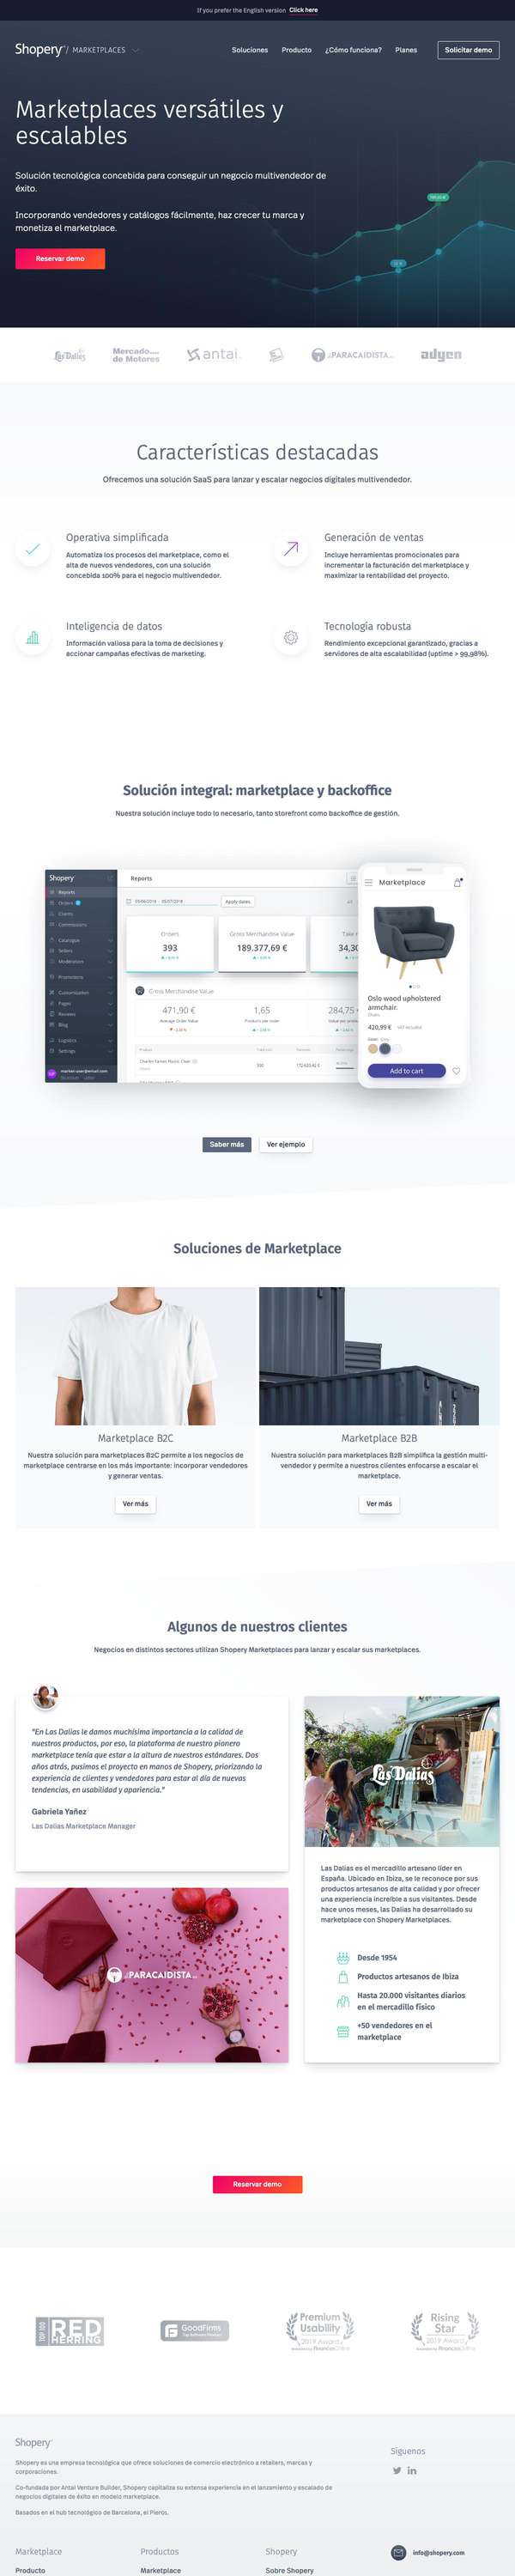 If you prefer the English version Click here
Shopery / MARKETPLACES
Soluciones Producto ¿Cómo funciona? Planes Solicitar demo
Marketplaces versátiles y
escalables
Solución tecnológica concebida para conseguir un negocio multivendedor de
éxito.
Incorporando vendedores y catálogos fácilmente, haz crecer tu marca y
monetiza el marketplace.
Reservar demo
Las Dalias
Mercado
de Motores
antai
PARACAIDISTA
adyen
Características destacadas
Ofrecemos una solución SaaS para lanzar y escalar negocios digitales multivendedor.
Operativa simplificada
Automatiza los procesos del marketplace, como el
alta de nuevos vendedores, con una solución
concebida 100% para el negocio multivendedor.
Generación de ventas
Incluye herramientas promocionales para
incrementar la facturación del marketplace y
maximizar la rentabilidad del proyecto.
Inteligencia de datos
Información valiosa para la toma de decisiones y
accionar campañas efectivas de marketing.
Tecnología robusta
Rendimiento excepcional garantizado, gracias a
servidores de alta escalabilidad (uptime > 99,98%).
Solución integral: marketplace y backoffice
Nuestra solución incluye todo lo necesario, tanto storefront como backoffice de gestión.
Shopery
Reports
Orders
Clients
Commissions
Catalogue
Sellers
Moderation
Promotions
Customization
Pages
Reviews
Blog
Logistics
Settings
Reports
Apply dates
Orders
393
Gross Merchandise Value
189.377,69 €
34,30
Gross Merchandise Value
471,90 €
Average Order Value
1,65
Products per order
284,75
Marketplace
Oslo wood upholstered
armchair.
420,99 €
Add to cart
Saber más Ver ejemplo
Soluciones de Marketplace
Marketplace B2C
Nuestra solución para marketplaces B2C permite a los negocios de
marketplace centrarse en los más importante: incorporar vendedores
y generar ventas.
Ver más
Marketplace B2B
Nuestra solución para marketplaces B2B simplifica la gestión multi-
vendedor y permite a nuestros clientes enfocarse a escalar el
marketplace.
Ver más
Algunos de nuestros clientes
Negocios en distintos sectores utilizan Shopery Marketplaces para lanzar y escalar sus marketplaces.
"En Las Dalias le damos muchísima importancia a la calidad de
nuestros productos, por eso, la plataforma de nuestro pionero
marketplace tenía que estar a la altura de nuestros estándares. Dos
años atrás, pusimos el proyecto en manos de Shopery, priorizando la
experiencia de clientes y vendedores para estar al día de nuevas
tendencias, en usabilidad y apariencia."
Gabriela Yañez
Las Dalias Marketplace Manager
Las Dalias
Las Dalias es el mercadillo artesano líder en
España. Ubicado en Ibiza, se le reconoce por sus
productos artesanos de alta calidad y por ofrecer
una experiencia increíble a sus visitantes. Desde
hace unos meses, las Dalias ha desarrollado su
marketplace con Shopery Marketplaces.
Desde 1954
Productos artesanos de Ibiza
Hasta 20.000 visitantes diarios
en el mercadillo físico
+50 vendedores en el
marketplace
PARACAIDISTA
Reservar demo
TOP 100
RED
HERRING
GoodFirms
Premium
Usability
2019 Award
Rising
Star
2019 Award
Shopery
Shopery es una empresa tecnológica que ofrece soluciones de comercio electrónico a retailers, marcas y
corporaciones.
Co-fundada por Antai Venture Builder, Shopery capitaliza su extensa experiencia en el lanzamiento y escalado de
negocios digitales de éxito en modelo marketplace.
Basados en el hub tecnológico de Barcelona, el Pier01.
Síguenos
Marketplace Productos Shopery info@shopery.com
Producto Marketplace Sobre Shopery